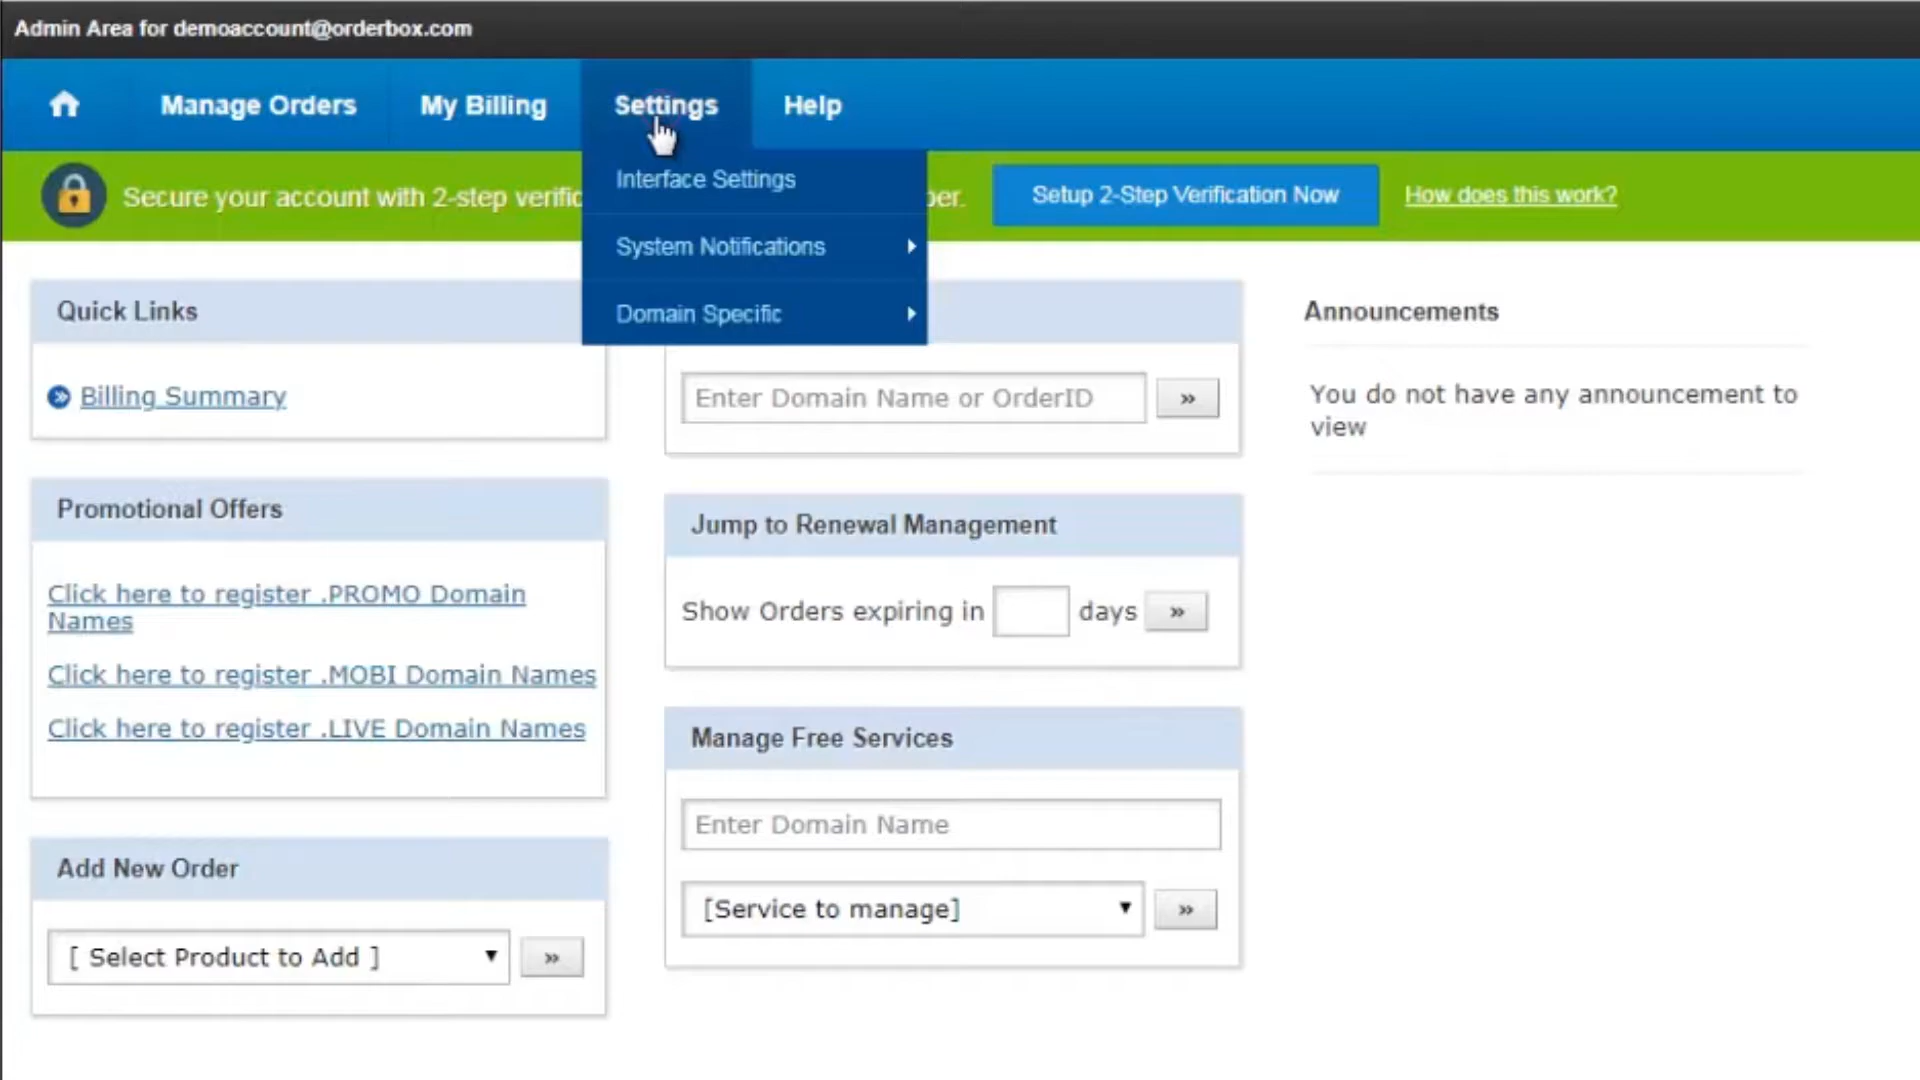 Admin Area for demoaccount@orderbox.com
Manage Orders
My Billing
Settings
Help
Secure your account with 2-step
Setup 2-Step Verification Now
How does this work?
Interface Settings
System Notifications
Domain Specific
Quick Links
Billing Summary
Enter Domain Name or OrderID
»
Announcements
You do not have any announcement to
view
Promotional Offers
Click here to register .PROMO Domain
Names
Click here to register .MOBI Domain Names
Click here to register .LIVE Domain Names
Jump to Renewal Management
Show Orders expiring in
days
»
Manage Free Services
Enter Domain Name
[Service to manage]
»
Add New Order
[ Select Product to Add ]
»